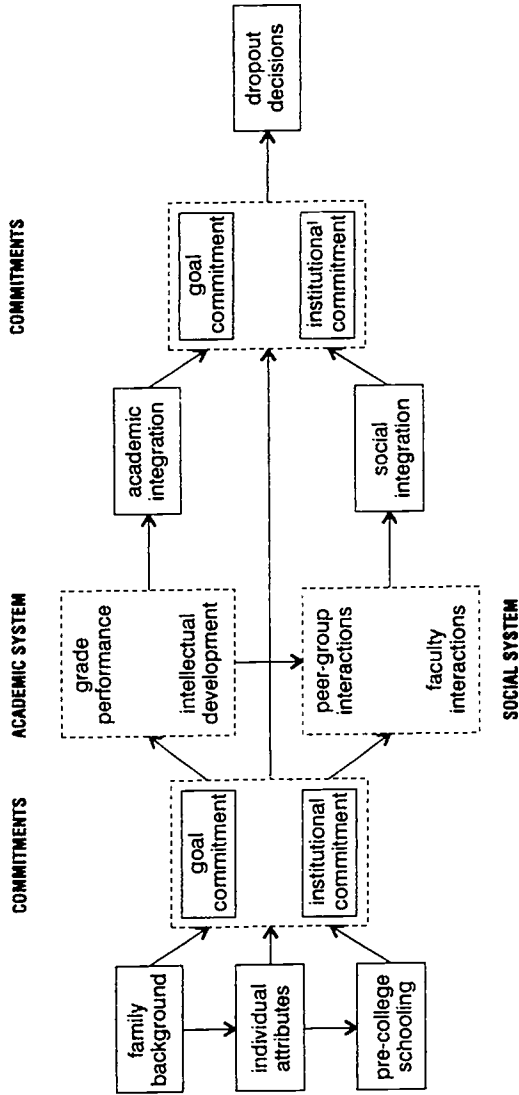 COMMITMENTS
ACADEMIC SYSTEM
COMMITMENTS
family
background
individual
attributes
pre-college
schooling
goal
commitment
institutional
commitment
grade
performance
intellectual
development
peer-group
interactions
faculty
interactions
SOCIAL SYSTEM
academic
integration
social
integration
goal
commitment
institutional
commitment
dropout
decisions